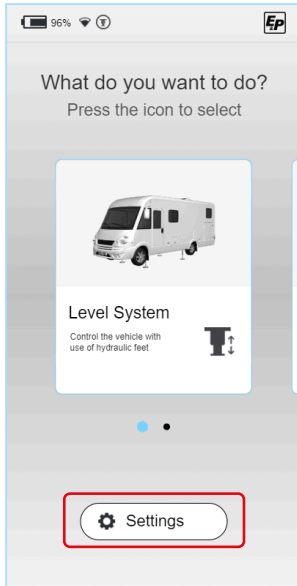 96%
EP
What do you want to do?
Press the icon to select
Level System
Control the vehicle with
use of hydraulic feet
Settings